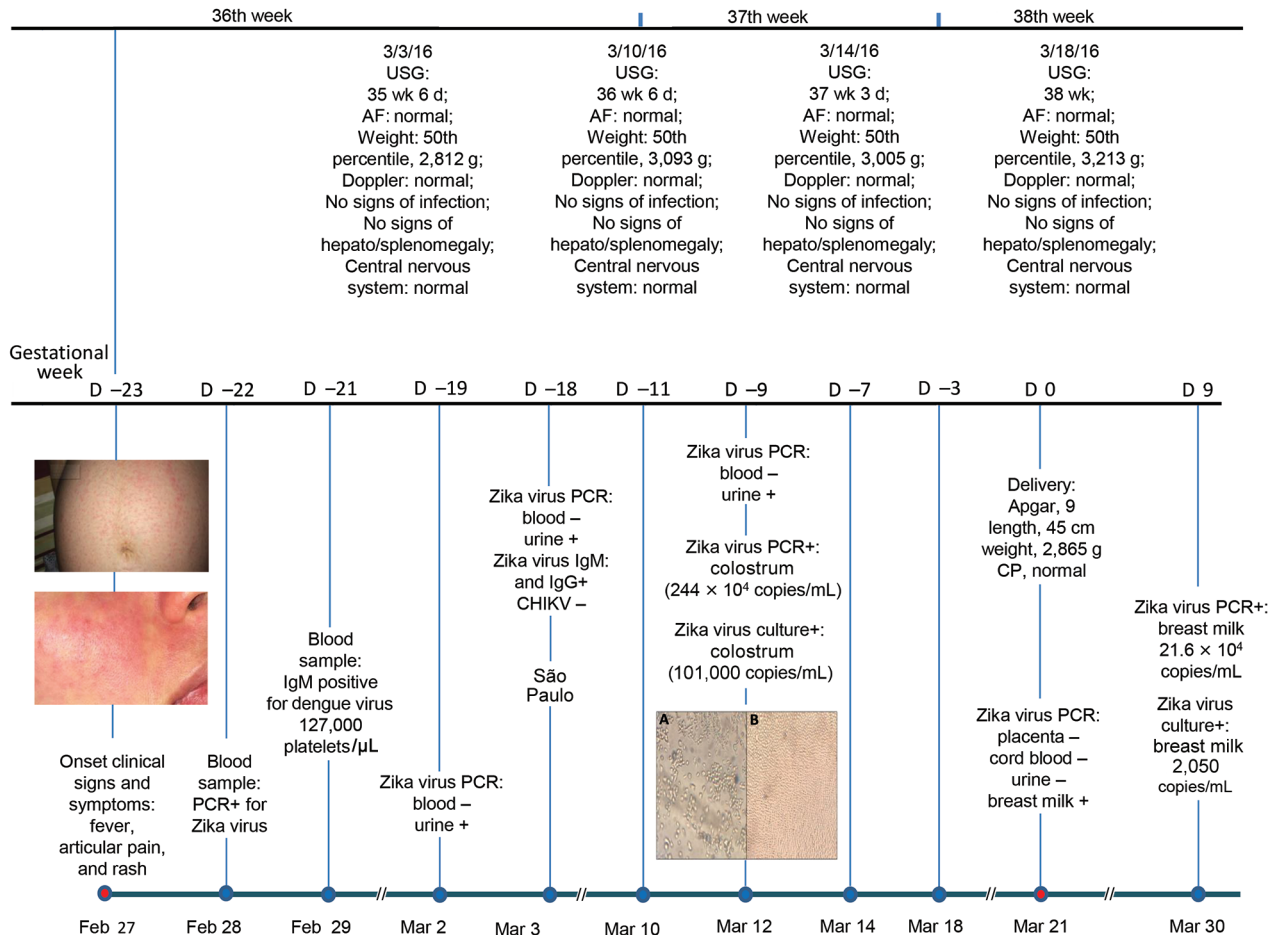 36th week
37th week
38th week
3/3/16
USG:
35 wk 6 d;
AF: normal;
Weight: 50th
percentile, 2,812 g;
Doppler: normal;
No signs of infection;
No signs of
hepato/splenomegaly;
Central nervous
system: normal
3/10/16
USG:
36 wk 6 d;
AF: normal;
Weight: 50th
percentile, 3,093 g;
Doppler: normal;
No signs of infection;
No signs of
hepato/splenomegaly;
Central nervous
system: normal
3/14/16
USG:
37 wk 3 d;
AF: normal;
Weight: 50th
percentile, 3,005 g;
Doppler: normal;
No signs of infection;
No signs of
hepato/splenomegaly;
Central nervous
system: normal
3/18/16
USG:
38 wk;
AF: normal;
Weight: 50th
percentile, 3,213 g;
Doppler: normal;
No signs of infection;
No signs of
hepato/splenomegaly;
Central nervous
system: normal
Gestational
week
D –23
D –22
D –21
D –19
D –18
D –11
D –9
D –7
D –3
D 0
D 9
Onset clinical
signs and
symptoms:
fever,
articular pain,
and rash
Blood
sample:
PCR+ for
Zika virus
Blood
sample:
IgM positive
for dengue virus
127,000
platelets/µL
Zika virus PCR:
blood –
urine +
Zika virus PCR:
blood –
urine +
Zika virus IgM:
and IgG+
CHIKV –
São
Paulo
Zika virus PCR:
blood –
urine +
Zika virus PCR+:
colostrum
(244 × 10⁴ copies/mL)
Zika virus culture+:
colostrum
(101,000 copies/mL)
A
B
Delivery:
Apgar, 9
length, 45 cm
weight, 2,865 g
CP, normal
Zika virus PCR:
placenta –
cord blood –
urine –
breast milk +
Zika virus PCR+:
breast milk
21.6 × 10⁴
copies/mL
Zika virus
culture+:
breast milk
2,050
copies/mL
Feb 27
Feb 28
Feb 29
Mar 2
Mar 3
Mar 10
Mar 12
Mar 14
Mar 18
Mar 21
Mar 30